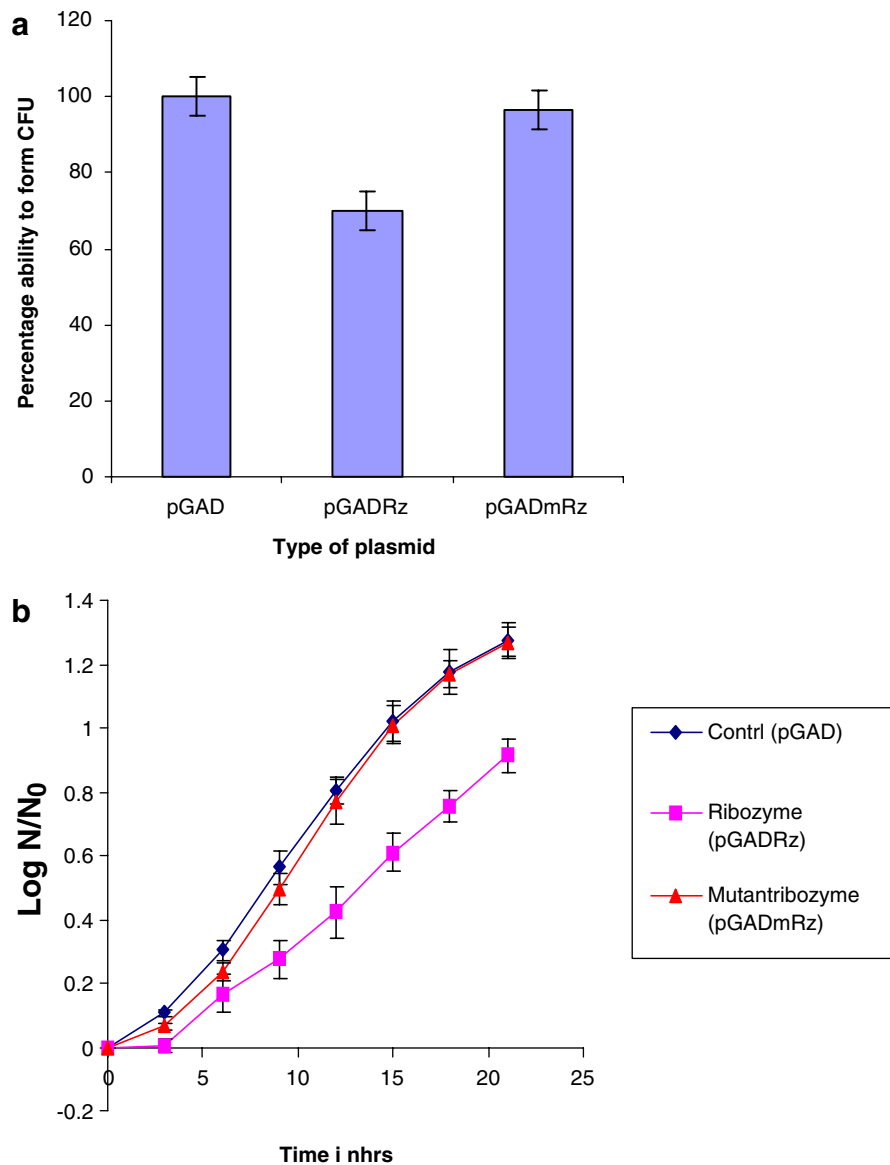 a
120
100
80
60
40
20
0
Percentage ability to form CFU
pGAD pGADRz pGADmRz
Type of plasmid
b
1.4
1.2
1
0.8
0.6
0.4
0.2
0
-0.2
Log N/N0
0 5 10 15 20 25
Time i nhrs
Contrl (pGAD)
Ribozyme
(pGADRz)
Mutantribozyme
(pGADmRz)